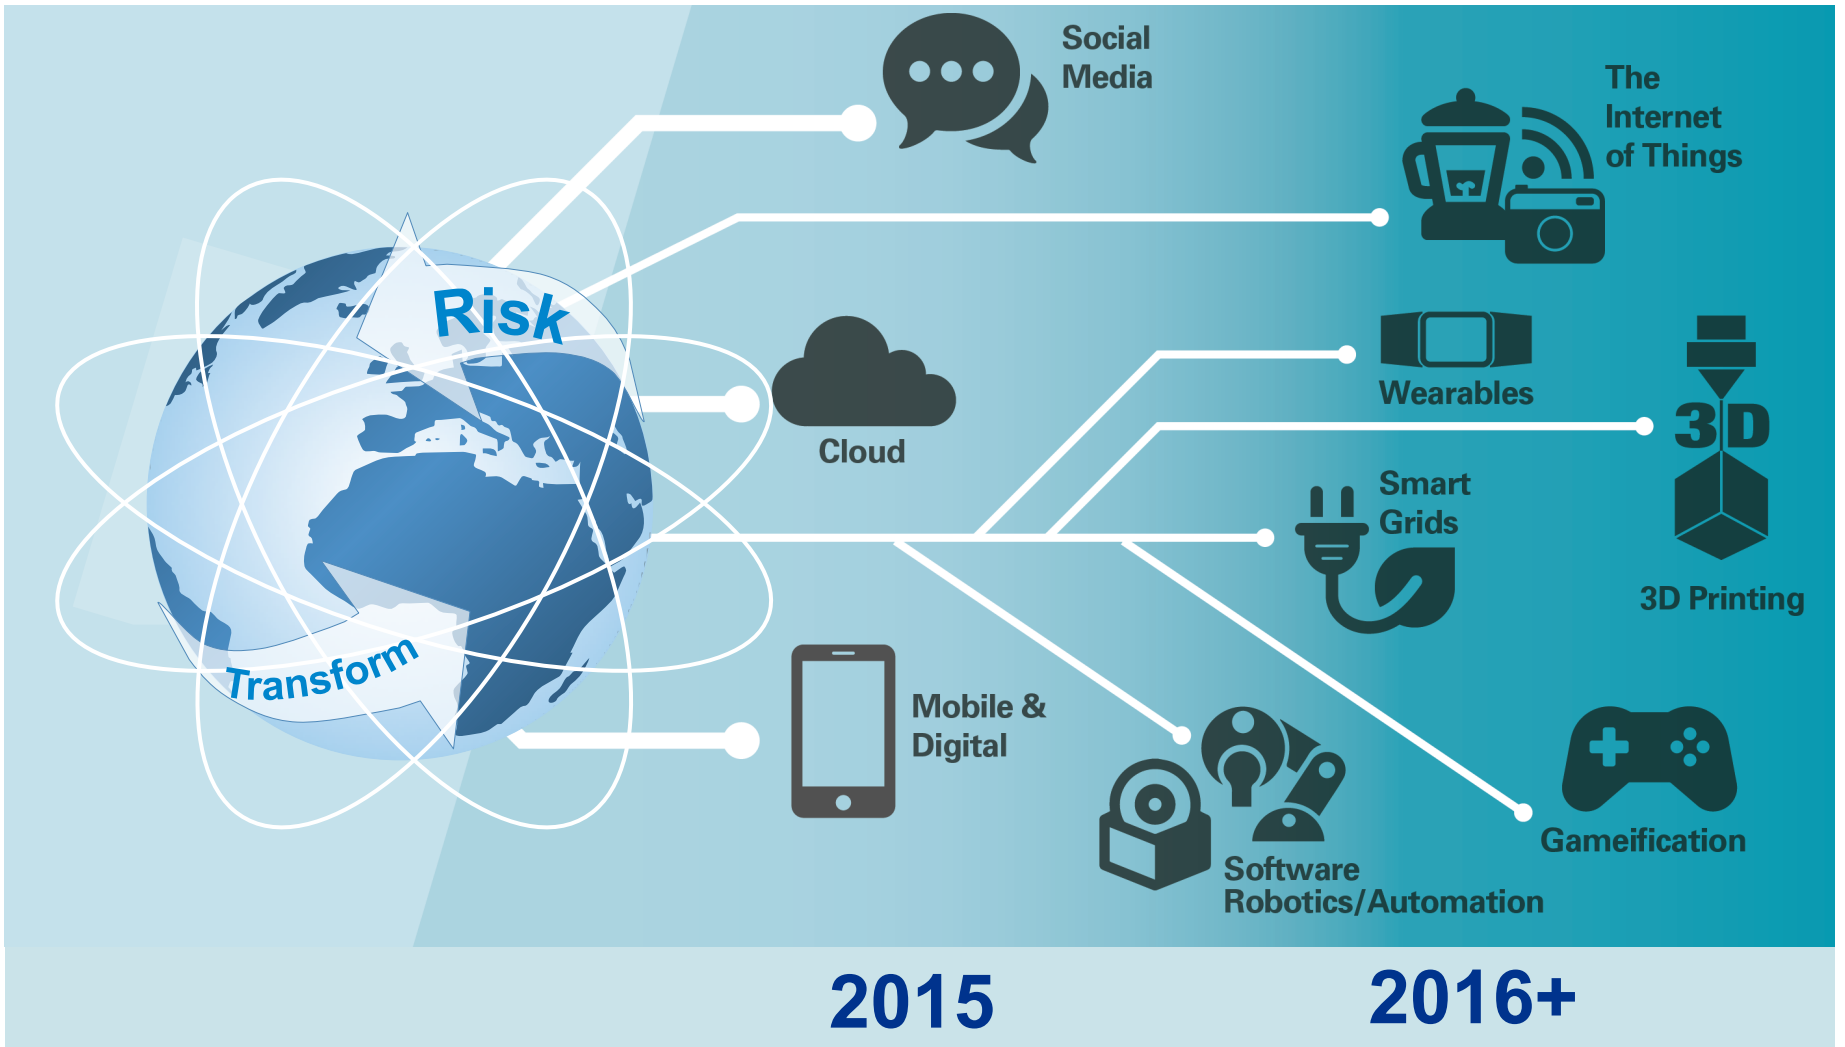 Social
Media
The
Internet
of Things
Risk
Wearables
3D
Cloud
Smart
Grids
3D Printing
Transform
Mobile &
Digital
Gameification
Software
Robotics/Automation
2015
2016+